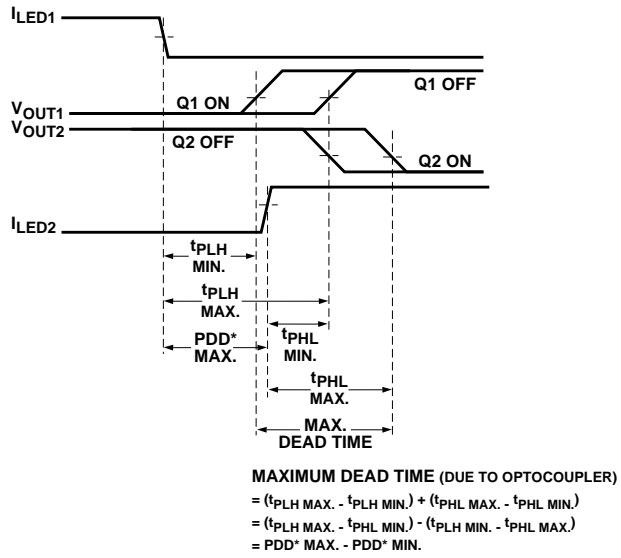 ILED1
Q1 OFF
VOUT1
Q1 ON
VOUT2
Q2 OFF
Q2 ON
ILED2
tPLH
MIN.
tPLH
MAX.
PDD*
MAX.
tPHL
MIN.
tPHL
MAX.
MAX.
DEAD TIME
MAXIMUM DEAD TIME (DUE TO OPTOCOUPLER)
= (tPLH MAX. - tPLH MIN.) + (tPHL MAX. - tPHL MIN.)
= (tPLH MAX. - tPHL MIN.) - (tPLH MIN. - tPHL MAX.)
= PDD* MAX. - PDD* MIN.